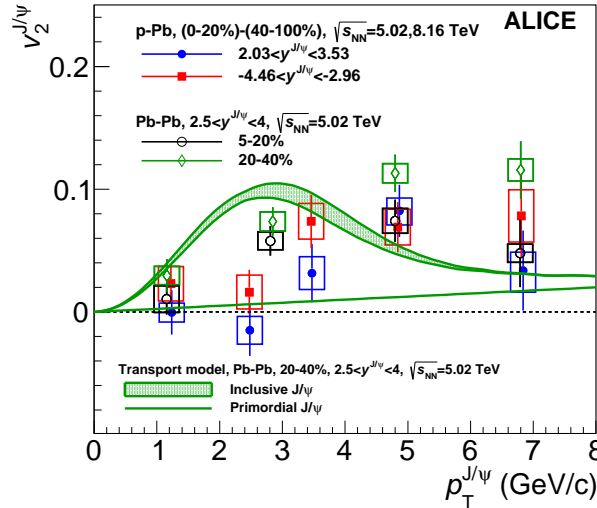 v₂^J/ψ
ALICE
p-Pb, (0-20%)-(40-100%), √s_NN=5.02,8.16 TeV
2.03<y^J/ψ<3.53
-4.46<y^J/ψ<-2.96
Pb-Pb, 2.5<y^J/ψ<4, √s_NN=5.02 TeV
5-20%
20-40%
0.2
0.1
0
Transport model, Pb-Pb, 20-40%, 2.5<y^J/ψ<4, √s_NN=5.02 TeV
Inclusive J/ψ
Primordial J/ψ
0 1 2 3 4 5 6 7 8
p_T^J/ψ (GeV/c)